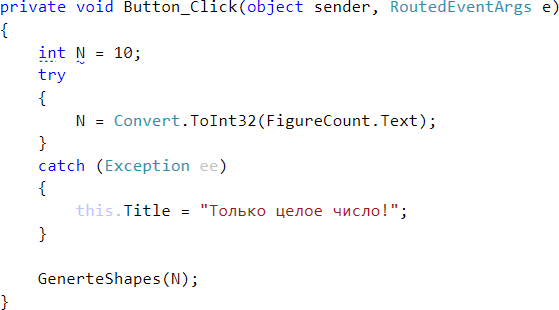 private void Button_Click(object sender, RoutedEventArgs e)
{
    int N = 10;
    try
    {
        N = Convert.ToInt32(FigureCount.Text);
    }
    catch (Exception ee)
    {
        this.Title = "Только целое число!";
    }

    GenerteShapes(N);
}